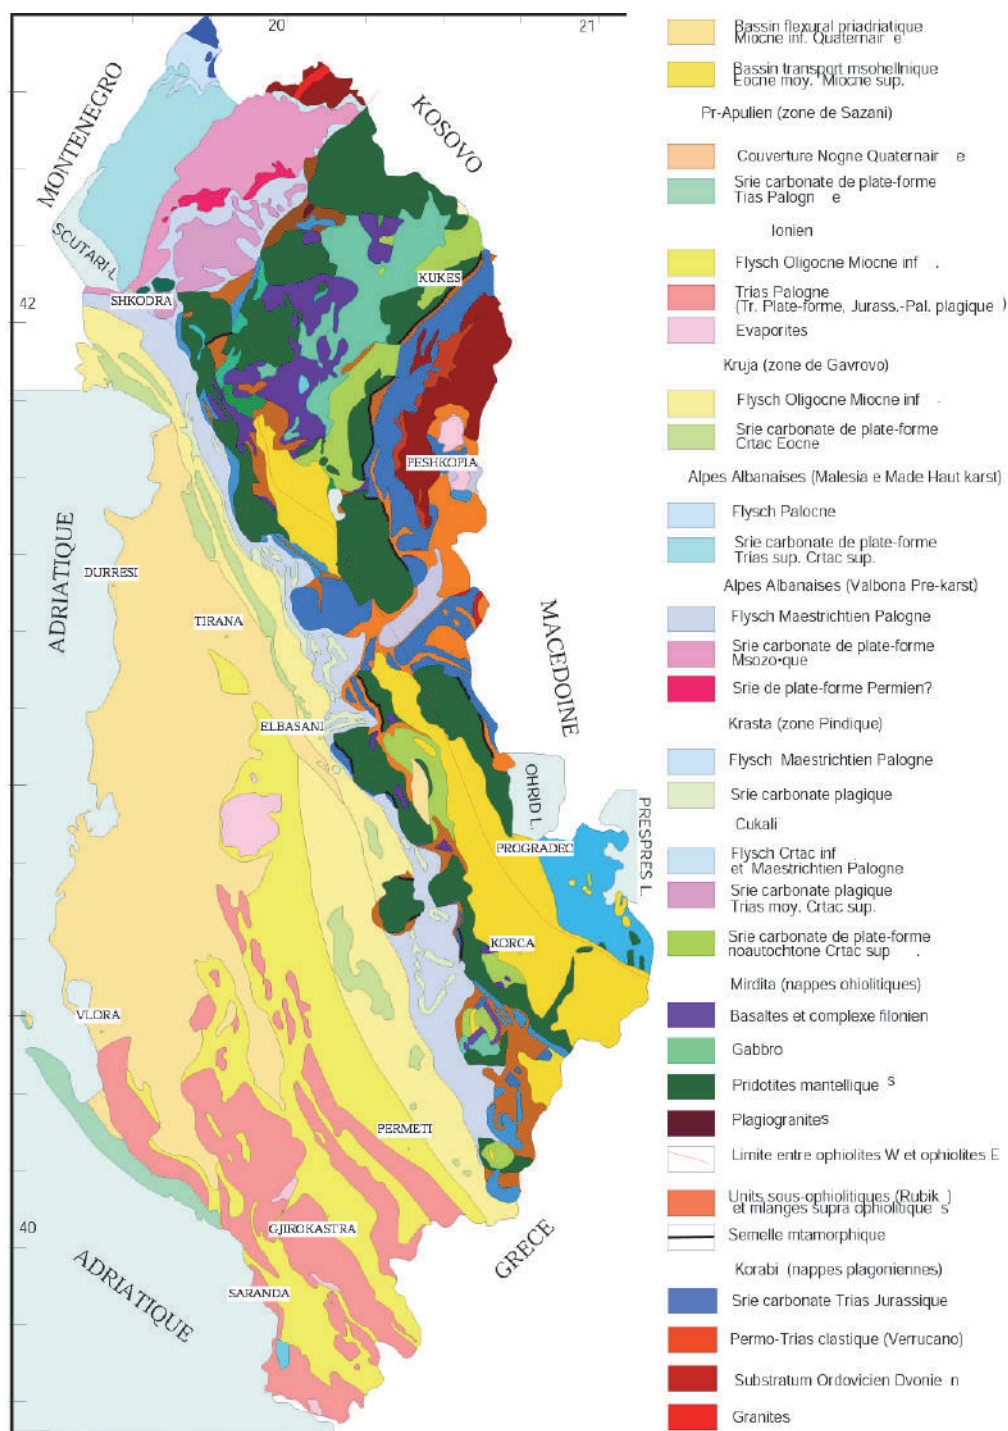 20
21
42
40
MONTENEGRO
KOSOVO
SCUTARI-L
SHKODRA
KUKES
PESHKOPIA
ADRIATIQUE
DURRESI
TIRANA
MACEDOINE
ELBASANI
OHRID L.
PRESPRES L.
PROGRADEC
KORCA
VLORA
PERMETI
GJIROKASTRA
GRECE
SARANDA
ADRIATIQUE
Bassin flexural priadriatique
Miocne inf. Quaternair e
Bassin transport msohellnique
Eocne moy. Miocne sup.
Pr-Apulien (zone de Sazani)
Couverture Nogne Quaternair e
Srie carbonate de plate-forme
Tias Palogn e
Ionien
Flysch Oligocne Miocne inf .
Trias Palogne
(Tr. Plate-forme, Jurass.-Pal. plagique )
Evaporites
Kruja (zone de Gavrovo)
Flysch Oligocne Miocne inf .
Srie carbonate de plate-forme
Crtac Eocne
Alpes Albanaises (Malesia e Made Haut karst)
Flysch Palocne
Srie carbonate de plate-forme
Trias sup. Crtac sup.
Alpes Albanaises (Valbona Pre-karst)
Flysch Maestrichtien Palogne
Srie carbonate de plate-forme
Msozo•que
Srie de plate-forme Permien?
Krasta (zone Pindique)
Flysch Maestrichtien Palogne
Srie carbonate plagique
Cukali
Flysch Crtac inf .
et Maestrichtien Palogne
Srie carbonate plagique
Trias moy. Crtac sup.
Srie carbonate de plate-forme
noautochtone Crtac sup .
Mirdita (nappes ohiolitiques)
Basaltes et complexe filonien
Gabbro
Pridotites mantellique s
Plagiogranites
Limite entre ophiolites W et ophiolites E
Units sous-ophiolitiques (Rubik )
et mlanges supra ophiolitique s
Semelle mtamorphique
Korabi (nappes plagoniennes)
Srie carbonate Trias Jurassique
Permo-Trias clastique (Verrucano)
Substratum Ordovicien Dvonie n
Granites